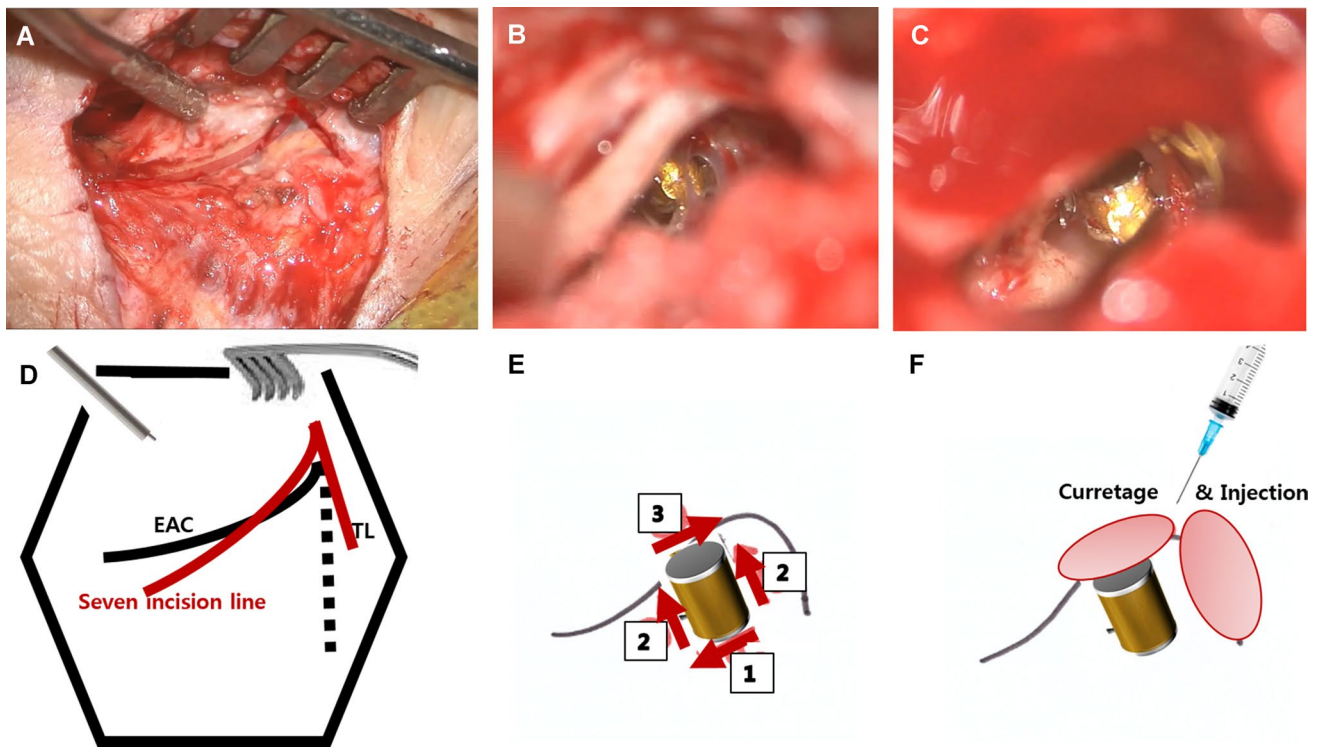 A
B
C
D
EAC
TL
Seven incision line
E
3
2
2
1
F
Curretage & Injection